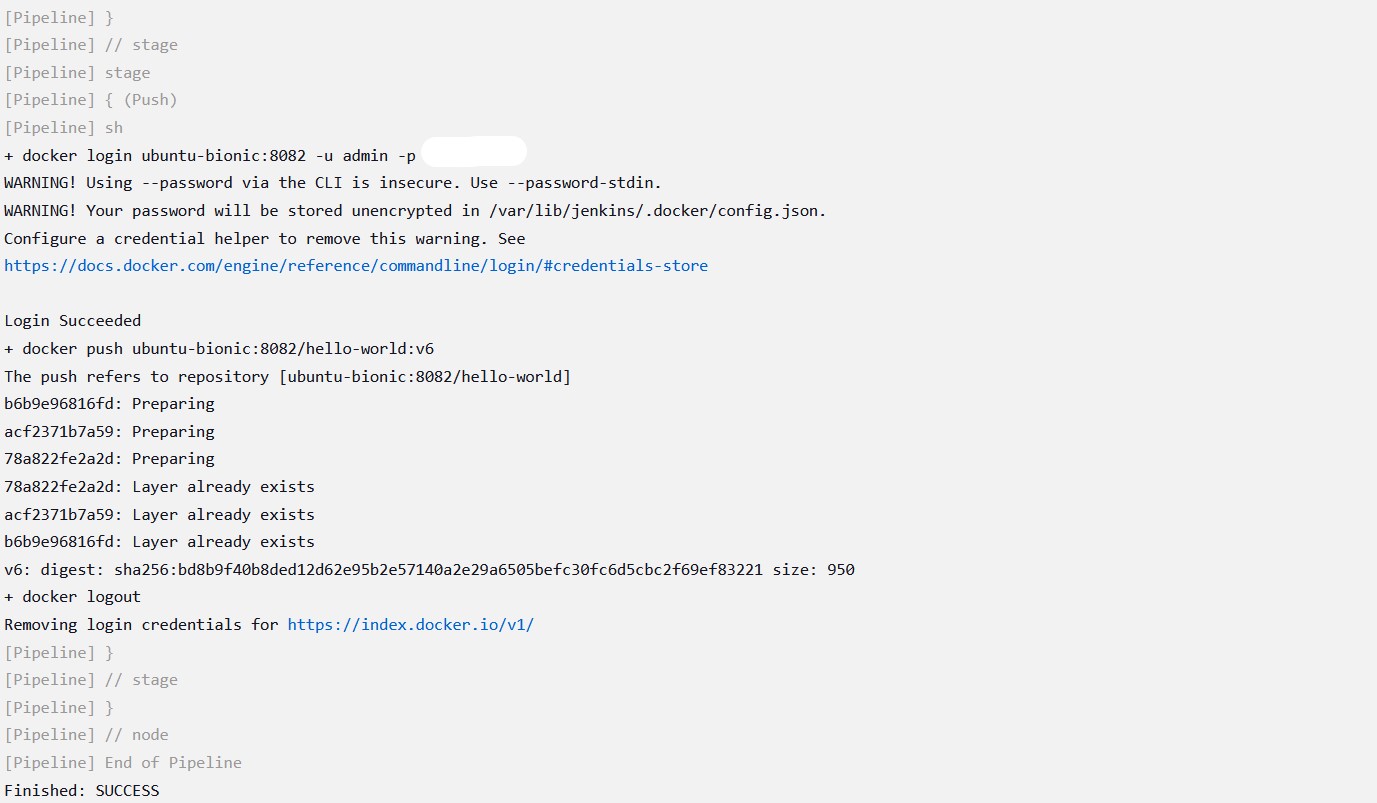 [Pipeline] }
[Pipeline] // stage
[Pipeline] stage
[Pipeline] { (Push)
[Pipeline] sh
+ docker login ubuntu-bionic:8082 -u admin -p
WARNING! Using --password via the CLI is insecure. Use --password-stdin.
WARNING! Your password will be stored unencrypted in /var/lib/jenkins/.docker/config.json.
Configure a credential helper to remove this warning. See
https://docs.docker.com/engine/reference/commandline/login/#credentials-store
Login Succeeded
+ docker push ubuntu-bionic:8082/hello-world:v6
The push refers to repository [ubuntu-bionic:8082/hello-world]
b6b9e96816fd: Preparing
acf2371b7a59: Preparing
78a822fe2a2d: Preparing
78a822fe2a2d: Layer already exists
acf2371b7a59: Layer already exists
b6b9e96816fd: Layer already exists
v6: digest: sha256:bd8b9f40b8ded12d62e95b2e57140a2e29a6505befc30fc6d5cbc2f69ef83221 size: 950
+ docker logout
Removing login credentials for https://index.docker.io/v1/
[Pipeline] }
[Pipeline] // stage
[Pipeline] }
[Pipeline] // node
[Pipeline] End of Pipeline
Finished: SUCCESS